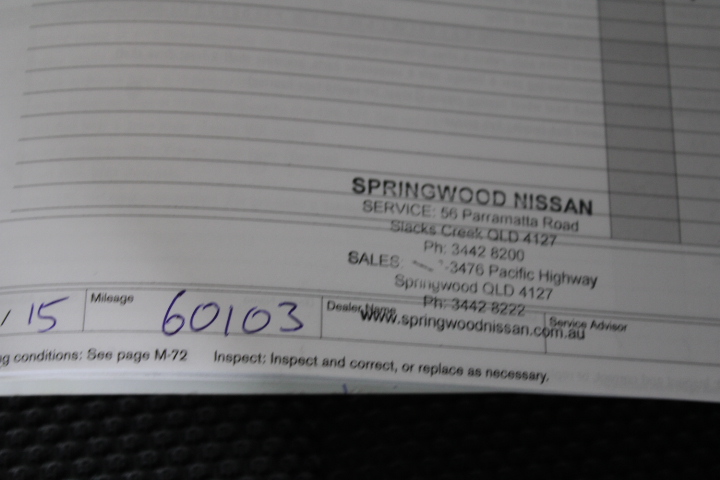 SPRINGWOOD NISSAN
SERVICE: 56 Parramatta Road
Slacks Creek QLD 4127
Ph: 3442 8200
SALES: -3476 Pacific Highway
Springwood QLD 4127
Ph: 3442 8222
www.springwoodnissan.com.au
/ 15 Mileage 60103 Dealer Name Service Advisor
g conditions: See page M-72 Inspect: Inspect and correct, or replace as necessary.